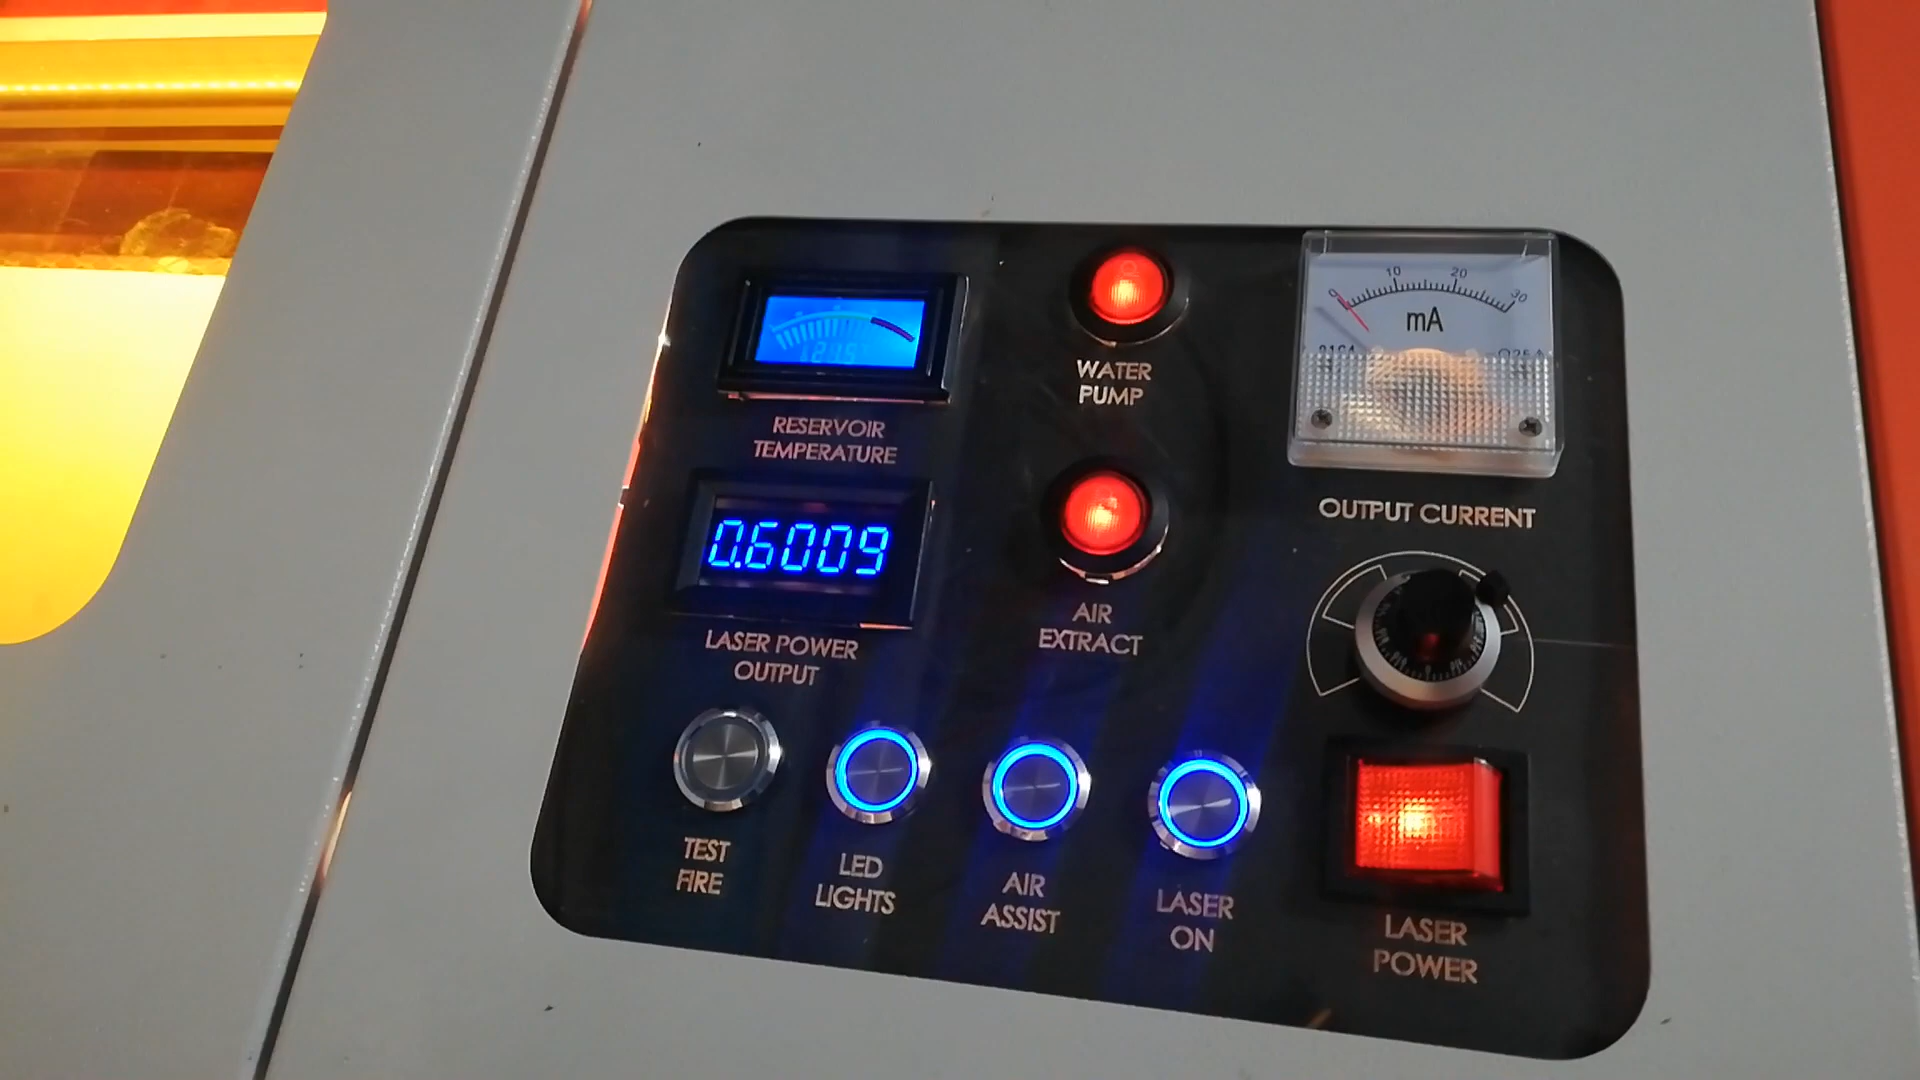 WATER
PUMP
0 10 20 30
mA
RESERVOIR
TEMPERATURE
0.6009
OUTPUT CURRENT
LASER POWER
OUTPUT
AIR
EXTRACT
TEST
FIRE
LED
LIGHTS
AIR
ASSIST
LASER
ON
LASER
POWER